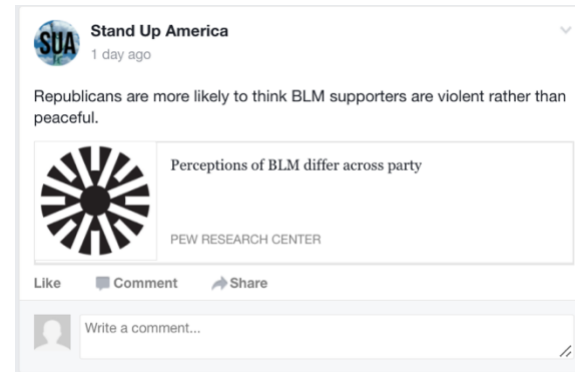 SUA
Stand Up America
1 day ago
Republicans are more likely to think BLM supporters are violent rather than
peaceful.
Perceptions of BLM differ across party
PEW RESEARCH CENTER
Like Comment Share
Write a comment...